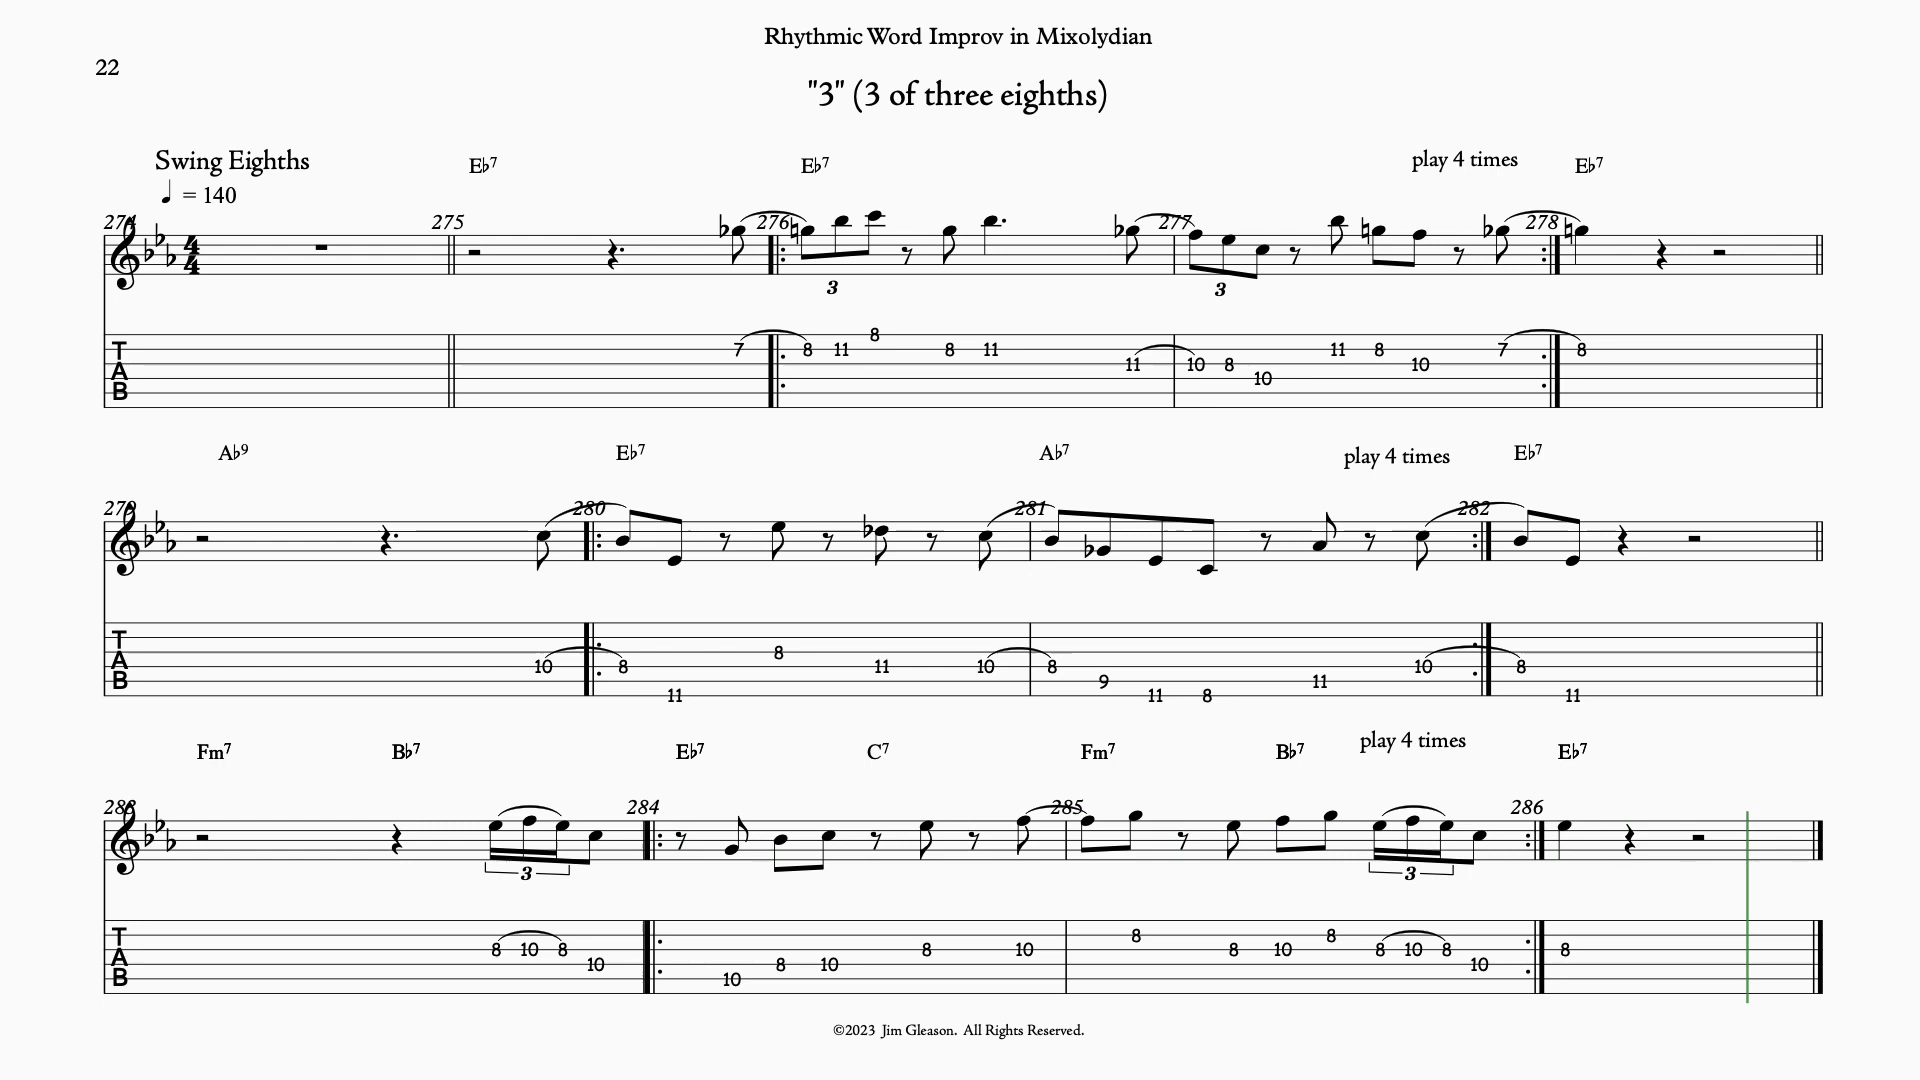 Rhythmic Word Improv in Mixolydian
22
"3" (3 of three eighths)
Swing Eighths
♩ = 140
E♭7 E♭7 play 4 times E♭7
274 275 276 277 278
4
4
3 3
T
A
B
7 8 11 8 8 11 11 10 8 10 11 8 10 7 8
A♭9 E♭7 A♭7 play 4 times E♭7
279 280 281 282
T
A
B
10 8 11 8 11 10 8 9 11 8 11 10 8 11
Fm7 B♭7 E♭7 C7 Fm7 B♭7 play 4 times E♭7
283 284 285 286
3 3
T
A
B
8 10 8 10 10 8 10 8 10 8 8 10 8 8 10 8 10 8
©2023 Jim Gleason. All Rights Reserved.